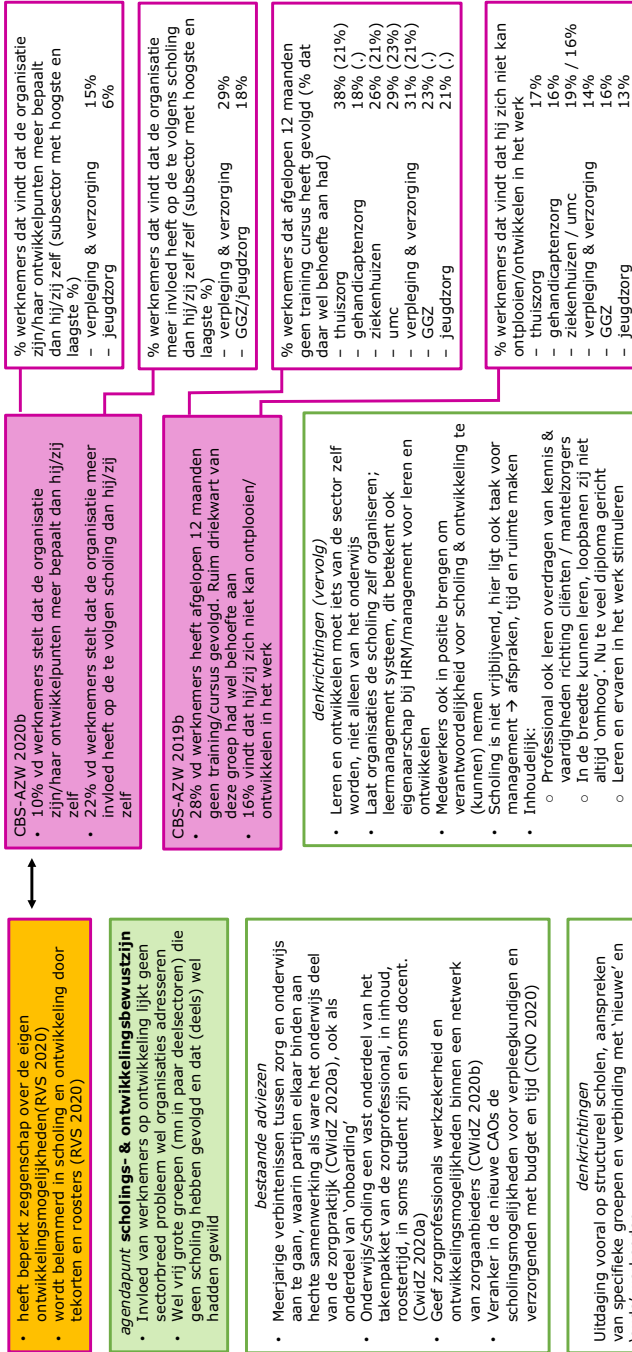 • heeft beperkt zeggenschap over de eigen
ontwikkelingsmogelijkheden(RVS 2020)
• wordt belemmerd in scholing en ontwikkeling door
tekorten en roosters (RVS 2020)
agendapunt scholings- & ontwikkelingsbewustzijn
• Invloed van werknemers op ontwikkeling lijkt geen
sectorbreed probleem wel organisaties adresseren
• Wel vrij grote groepen (mn in paar deelsectoren) die
geen scholing hebben gevolgd en dat (deels) wel
hadden gewild
bestaande adviezen
• Meerjarige verbintenissen tussen zorg en onderwijs
aan te gaan, waarin partijen elkaar binden aan
hechte samenwerking als ware het onderwijs deel
van de zorgpraktijk (CWidZ 2020a), ook als
onderdeel van ‘onboarding’
• Onderwijs/scholing een vast onderdeel van het
takenpakket van de zorgprofessional, in inhoud,
roostertijd, in soms student zijn en soms docent.
(CwidZ 2020a)
• Geef zorgprofessionals werkzekerheid en
ontwikkelingsmogelijkheden binnen een netwerk
van zorgaanbieders (CWidZ 2020b)
• Veranker in de nieuwe CAOs de
scholingsmogelijkheden voor verpleegkundigen en
verzorgenden met budget en tijd (CNO 2020)
denkrichtingen
Uitdaging vooral op structureel scholen, aanspreken
van specifieke groepen en verbinding met ‘nieuwe’ en
CBS-AZW 2020b
• 10% vd werknemers stelt dat de organisatie
zijn/haar ontwikkelpunten meer bepaalt dan hij/zij
zelf
• 22% vd werknemers stelt dat de organisatie meer
invloed heeft op de te volgen scholing dan hij/zij
zelf
CBS-AZW 2019b
• 28% vd werknemers heeft afgelopen 12 maanden
geen training/cursus gevolgd. Ruim driekwart van
deze groep had wel behoefte aan
• 16% vindt dat hij/zij zich niet kan ontplooien/
ontwikkelen in het werk
denkrichtingen (vervolg)
• Leren en ontwikkelen moet iets van de sector zelf
worden, niet alleen van het onderwijs
• Laat organisaties de scholing zelf organiseren;
leermanagement systeem, dit betekent ook
eigenaarschap bij HRM/management voor leren en
ontwikkelen
• Medewerkers ook in positie brengen om
verantwoordelijkheid voor scholing & ontwikkeling te
(kunnen) nemen
• Scholing is niet vrijblijvend, hier ligt ook taak voor
management → afspraken, tijd en ruimte maken
• Inhoudelijk:
○ Professional ook leren overdragen van kennis &
vaardigheden richting cliënten / mantelzorgers
○ In de breedte kunnen leren, loopbanen zij niet
altijd ‘omhoog’. Nu te veel diploma gericht
○ Leren en ervaren in het werk stimuleren
% werknemers dat vindt dat de organisatie
zijn/haar ontwikkelpunten meer bepaalt
dan hij/zij zelf (subsector met hoogste en
laagste %)
– verpleging & verzorging 15%
– jeugdzorg 6%
% werknemers dat vindt dat de organisatie
meer invloed heeft op de te volgens scholing
dan hij/zij zelf zelf (subsector met hoogste en
laagste %)
– verpleging & verzorging 29%
– GGZ/jeugdzorg 18%
% werknemers dat afgelopen 12 maanden
geen training cursus heeft gevolgd (% dat
daar wel behoefte aan had)
– thuiszorg 38% (21%)
– gehandicaptenzorg 18% (.)
– ziekenhuizen 26% (21%)
– umc 29% (23%)
– verpleging & verzorging 31% (21%)
– GGZ 23% (.)
– jeugdzorg 21% (.)
% werknemers dat vindt dat hij zich niet kan
ontplooien/ontwikkelen in het werk
– thuiszorg 17%
– gehandicaptenzorg 16%
– ziekenhuizen / umc 19% / 16%
– verpleging & verzorging 14%
– GGZ 16%
– jeugdzorg 13%